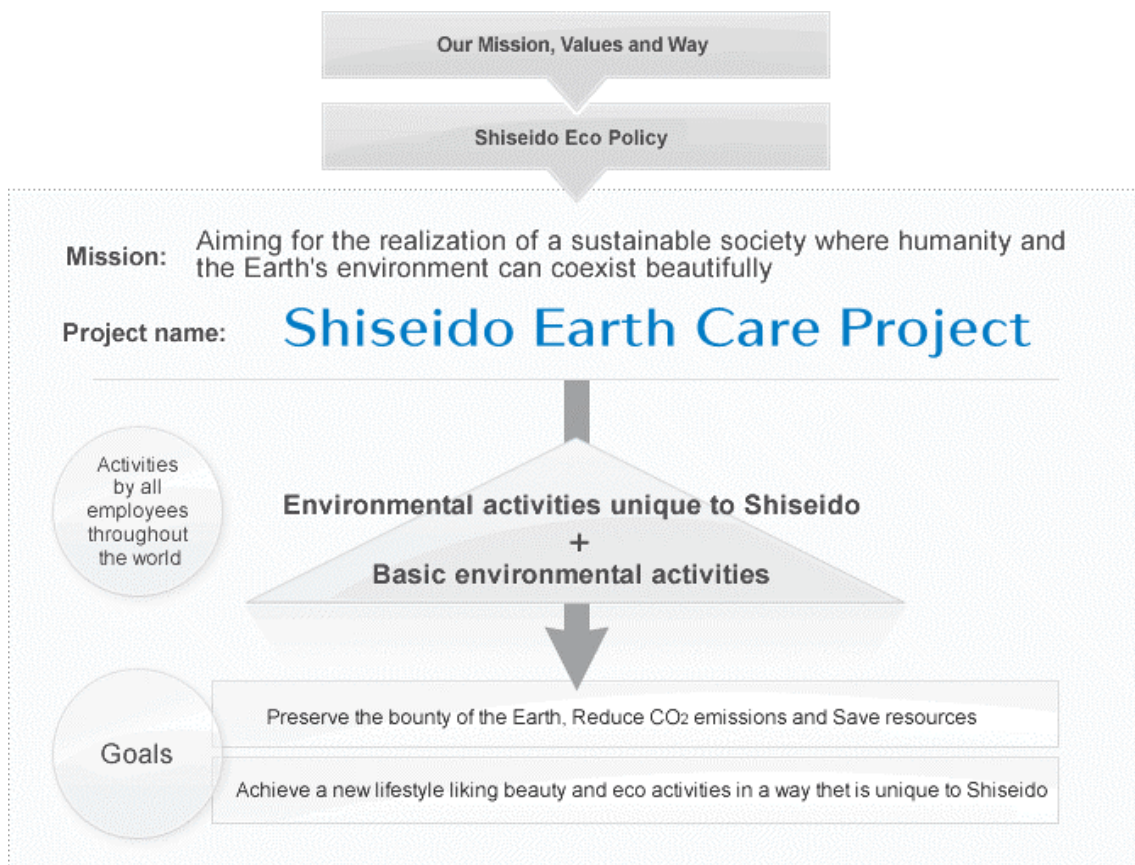 Our Mission, Values and Way
Shiseido Eco Policy
Mission:
Aiming for the realization of a sustainable society where humanity and
the Earth's environment can coexist beautifully
Project name:
Shiseido Earth Care Project
Activities
by all
employees
throughout
the world
Environmental activities unique to Shiseido
+
Basic environmental activities
Goals
Preserve the bounty of the Earth, Reduce CO2 emissions and Save resources
Achieve a new lifestyle liking beauty and eco activities in a way thet is unique to Shiseido